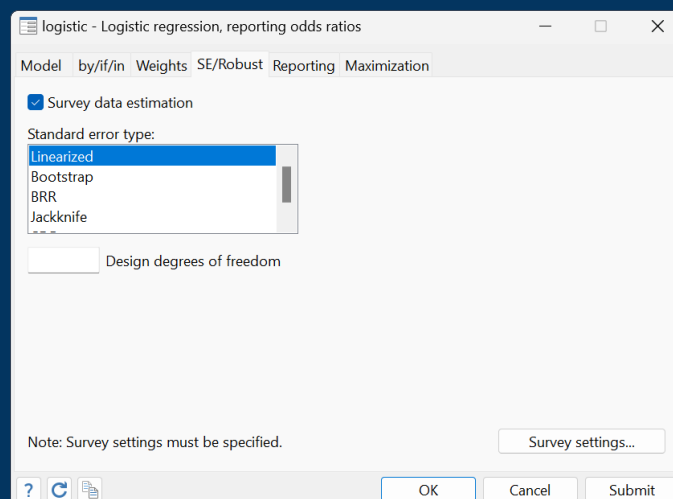 logistic - Logistic regression, reporting odds ratios
Model by/if/in Weights SE/Robust Reporting Maximization
Survey data estimation
Standard error type:
Linearized
Bootstrap
BRR
Jackknife
Design degrees of freedom
Note: Survey settings must be specified.
Survey settings...
? OK Cancel Submit